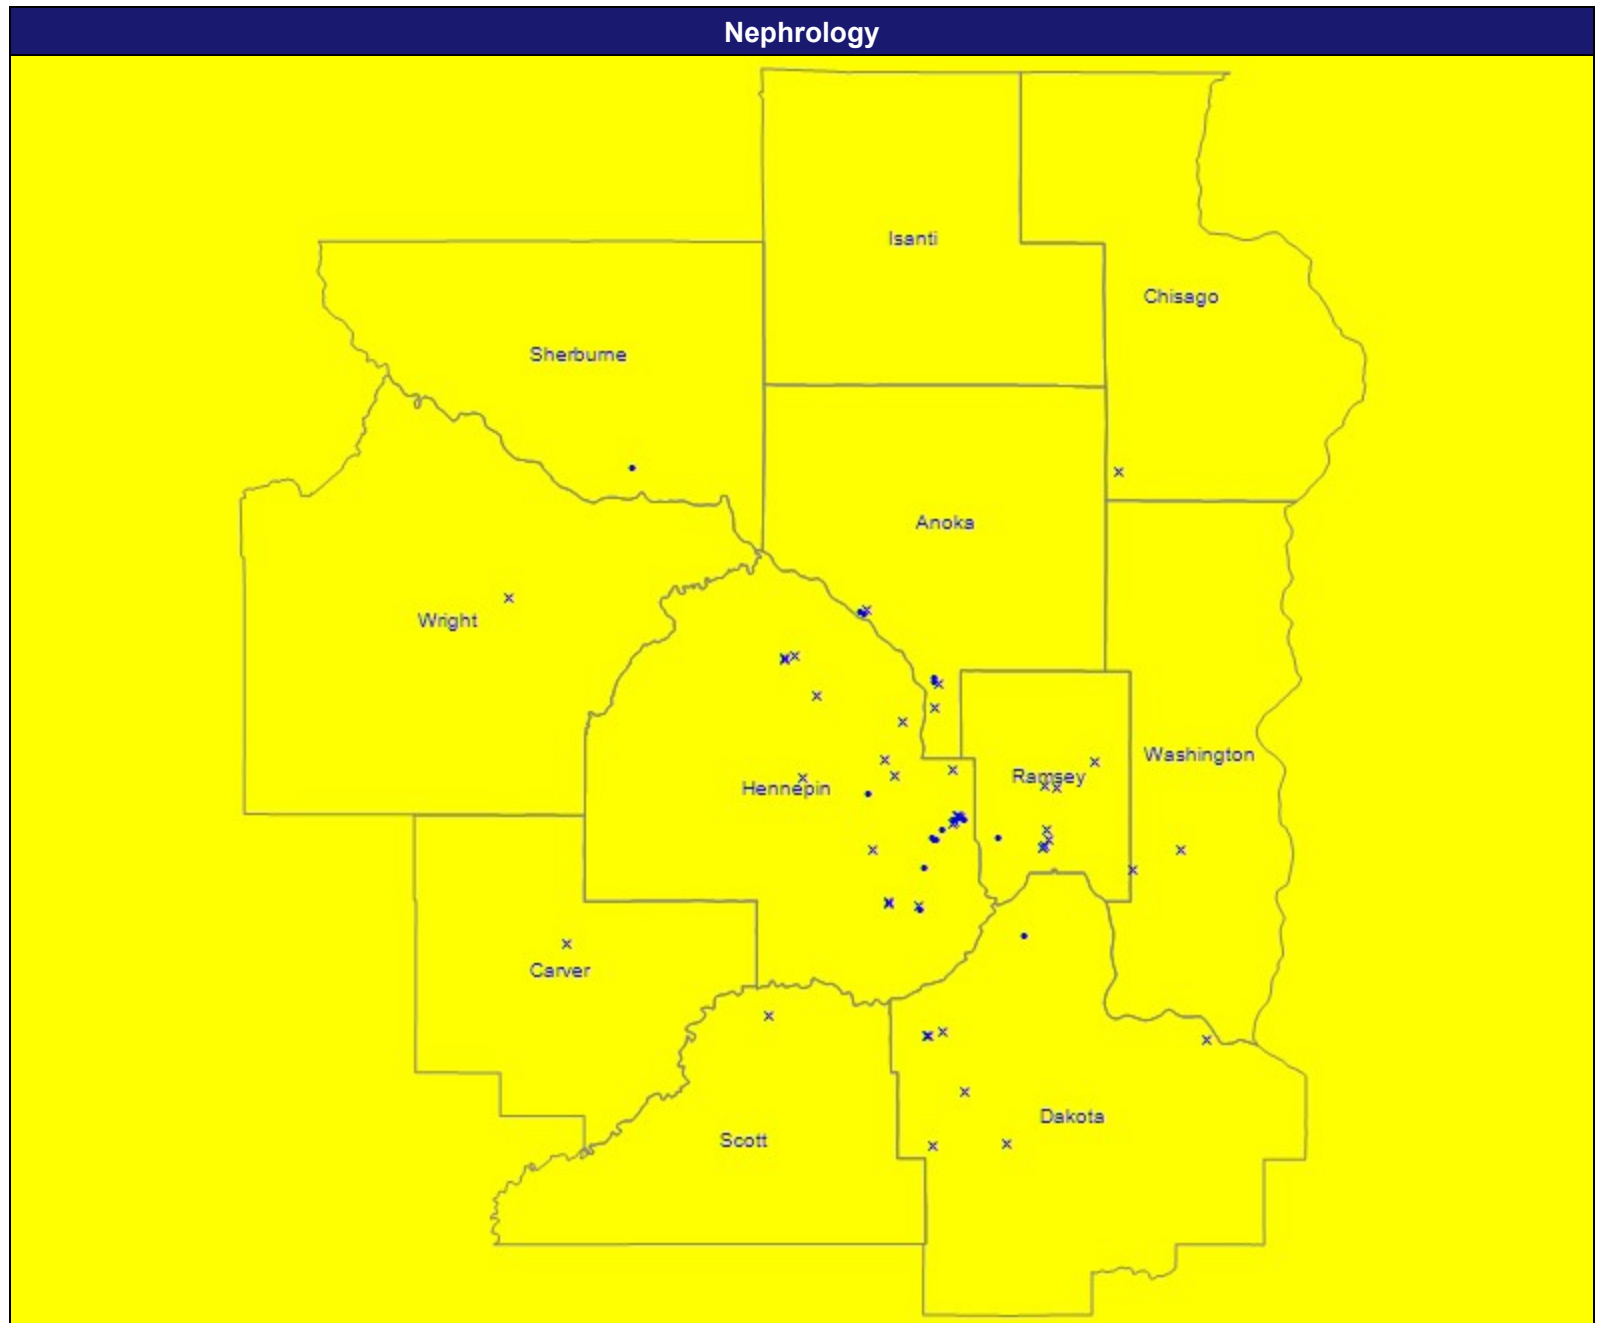 Nephrology
Isanti
Chisago
Sherburne
Anoka
Wright
Washington
Ramsey
Hennepin
Carver
Dakota
Scott